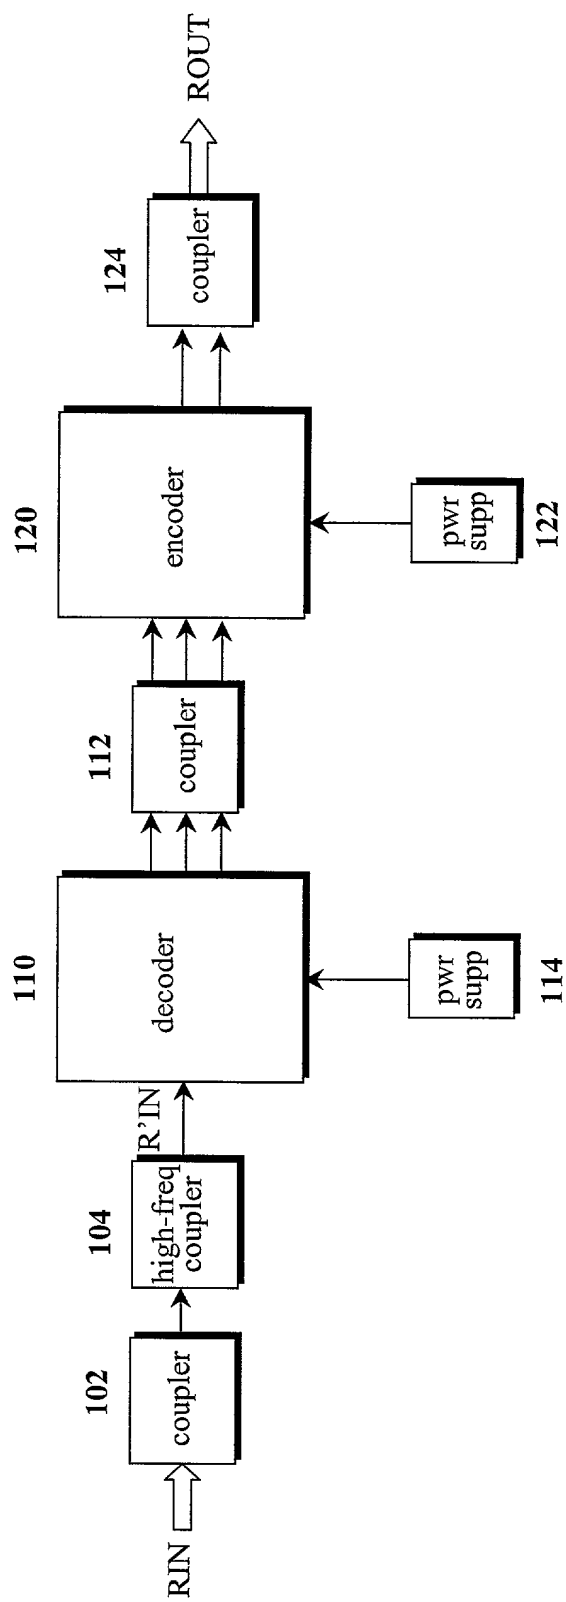 RIN
102
coupler
104
high-freq
coupler
R'IN
110
decoder
114
pwr
supp
112
coupler
120
encoder
122
pwr
supp
124
coupler
ROUT